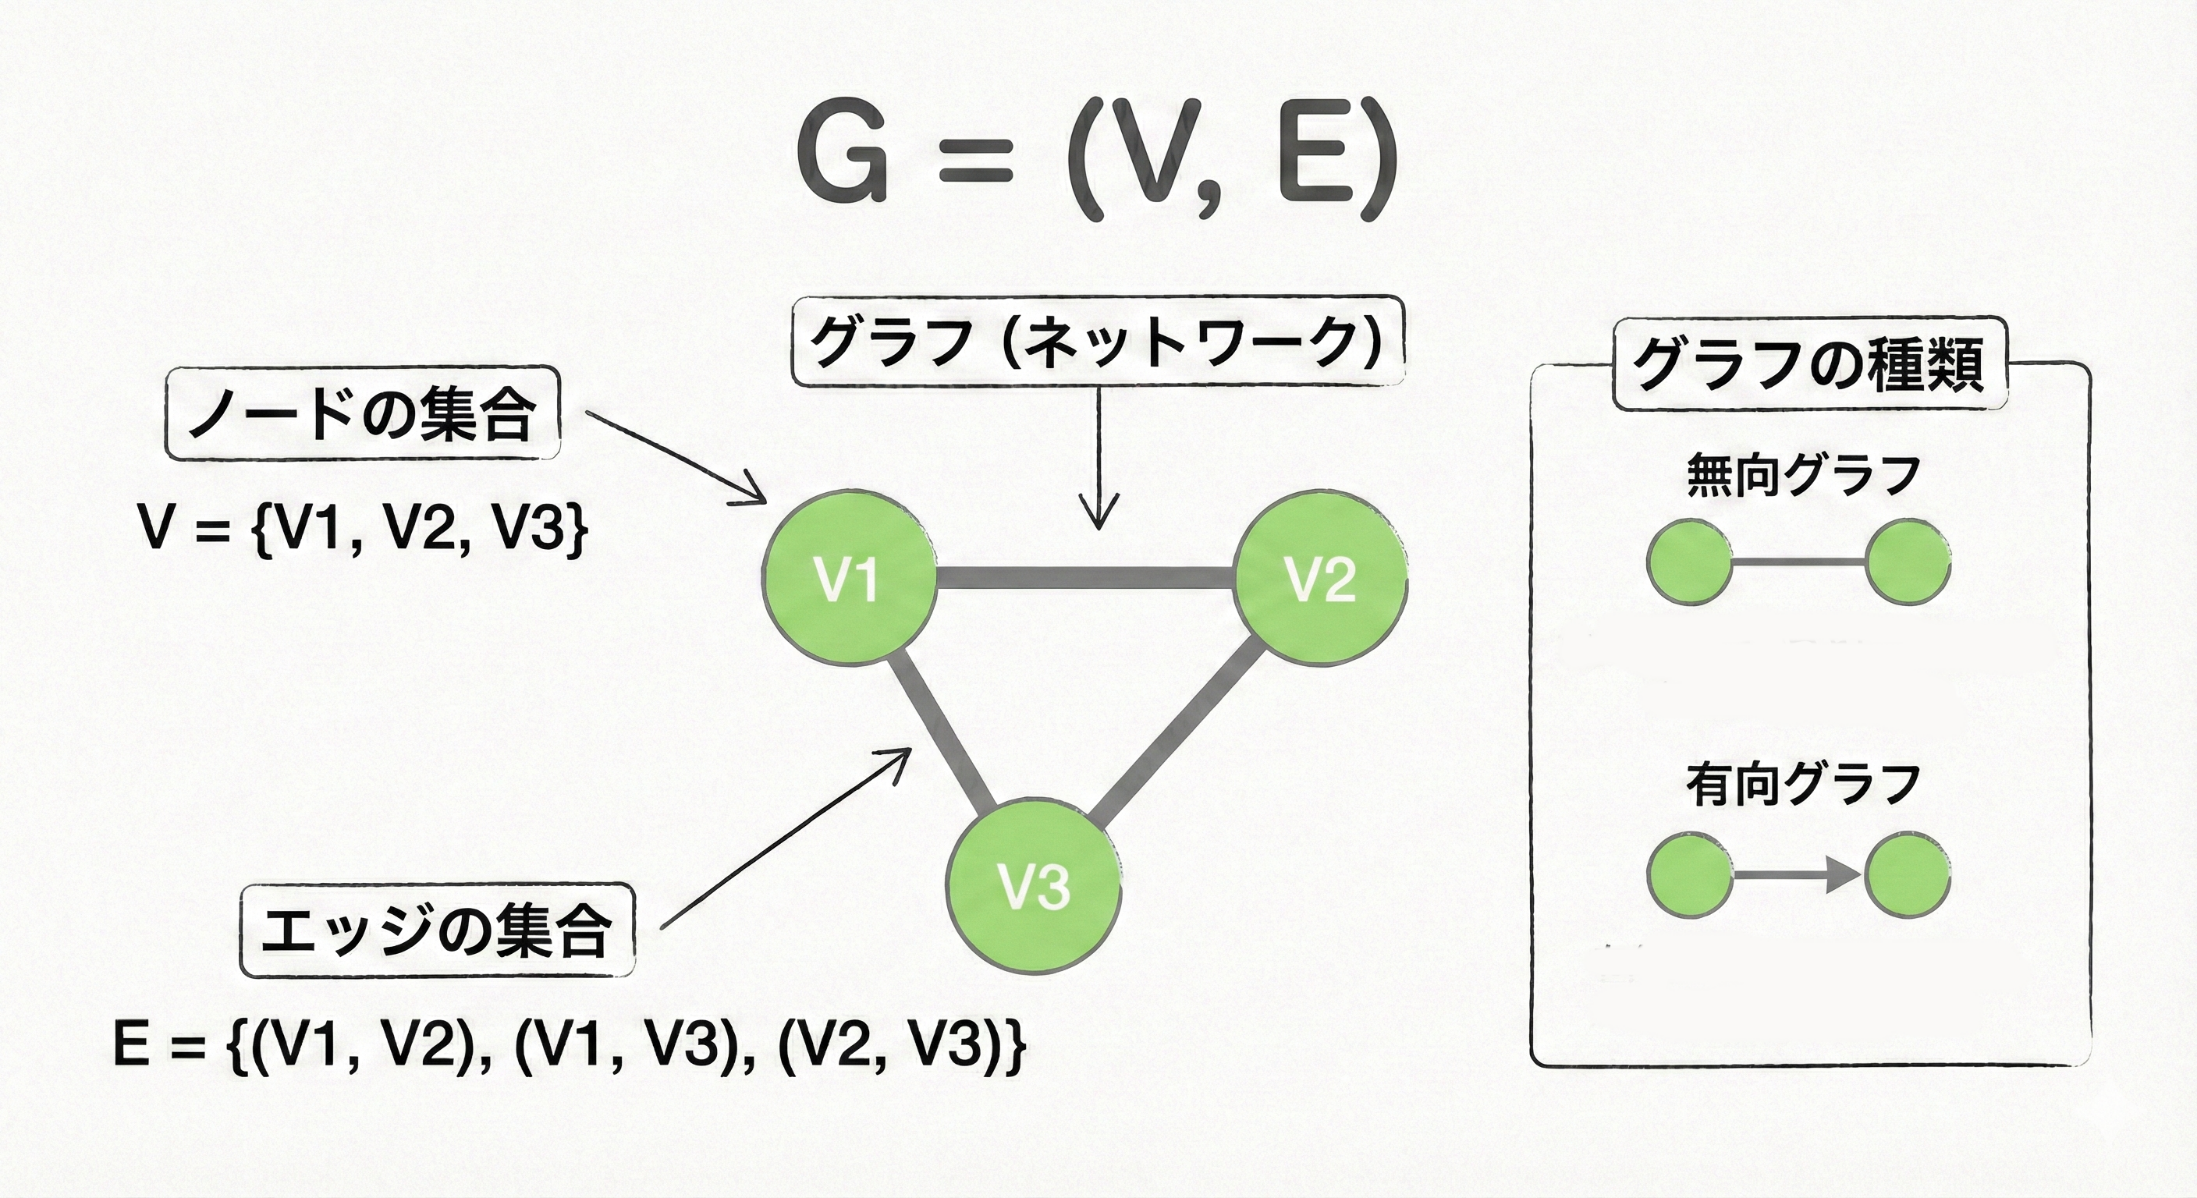 G = (V, E)
グラフ (ネットワーク)
ノードの集合
V = {V1, V2, V3}
V1
V2
V3
エッジの集合
E = {(V1, V2), (V1, V3), (V2, V3)}
グラフの種類
無向グラフ
有向グラフ